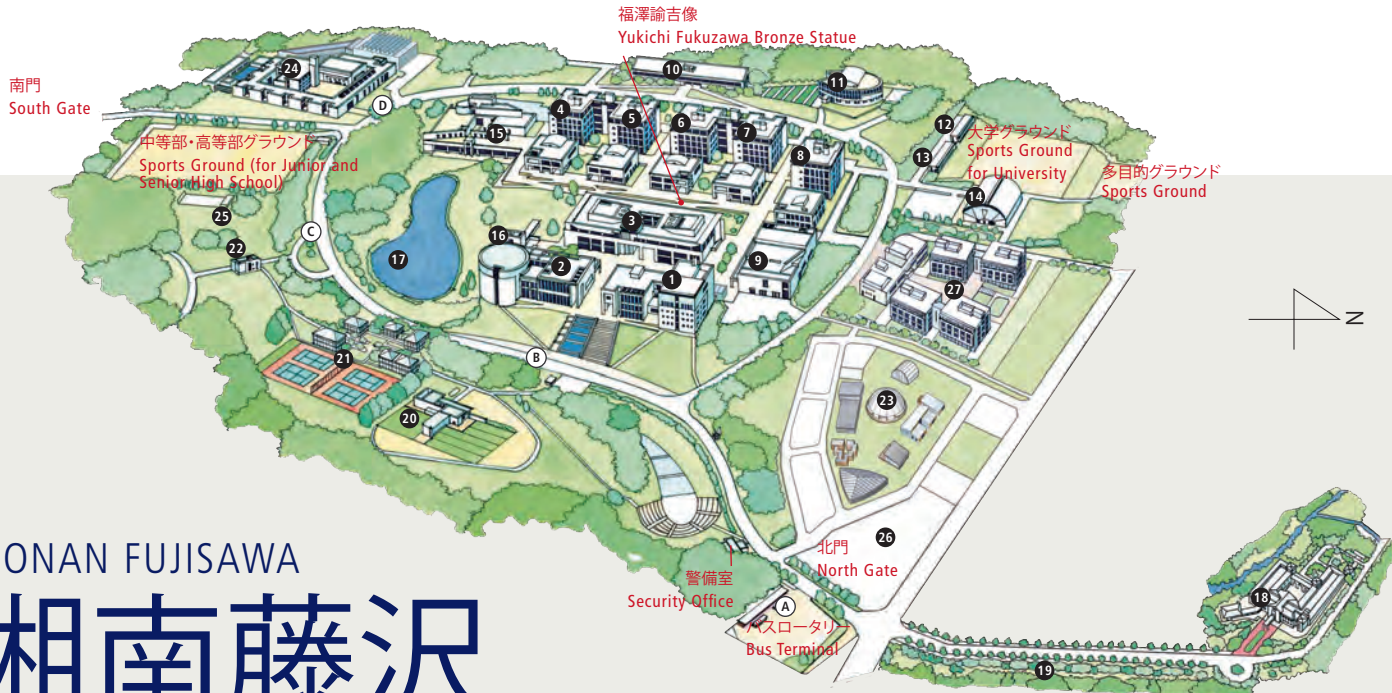 福澤諭吉像
Yukichi Fukuzawa Bronze Statue
南門
South Gate
中等部・高等部グラウンド
Sports Ground (for Junior and
Senior High School)
大学グラウンド
Sports Ground
for University
多目的グラウンド
Sports Ground
24
10
11
D
4
5
6
7
12
15
8
13
25
14
3
22
C
16
17
2
1
9
27
N
B
21
20
23
北門
North Gate
26
警備室
Security Office
A
バスロータリー
Bus Terminal
18
19
ONAN FUJISAWA
湘南藤沢